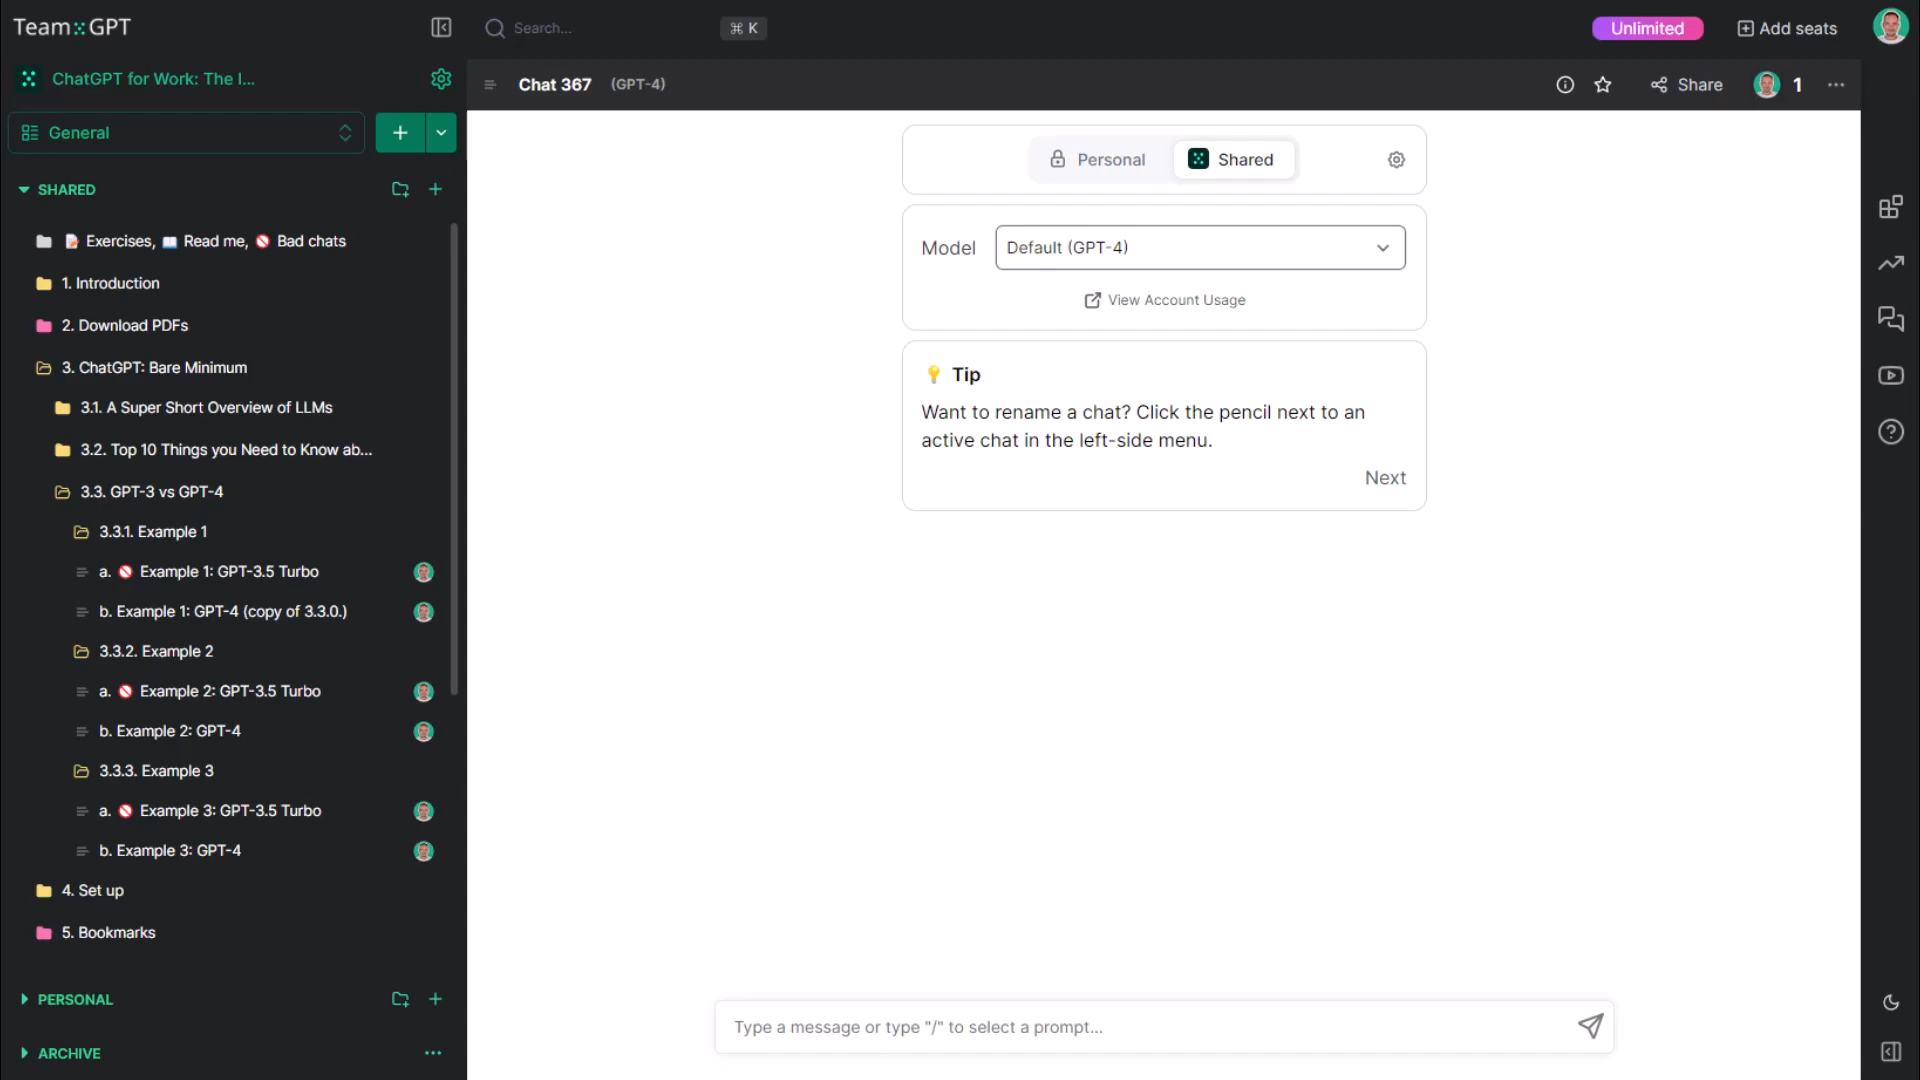 Team GPT
Search...
⌘ K
Unlimited
Add seats
ChatGPT for Work: The I...
Chat 367
(GPT-4)
Share
1
General
SHARED
Exercises, Read me, Bad chats
1. Introduction
2. Download PDFs
3. ChatGPT: Bare Minimum
3.1. A Super Short Overview of LLMs
3.2. Top 10 Things you Need to Know ab...
3.3. GPT-3 vs GPT-4
3.3.1. Example 1
a. Example 1: GPT-3.5 Turbo
b. Example 1: GPT-4 (copy of 3.3.0.)
3.3.2. Example 2
a. Example 2: GPT-3.5 Turbo
b. Example 2: GPT-4
3.3.3. Example 3
a. Example 3: GPT-3.5 Turbo
b. Example 3: GPT-4
4. Set up
5. Bookmarks
PERSONAL
ARCHIVE
Personal
Shared
Model
Default (GPT-4)
View Account Usage
Tip
Want to rename a chat? Click the pencil next to an
active chat in the left-side menu.
Next
Type a message or type "/" to select a prompt...